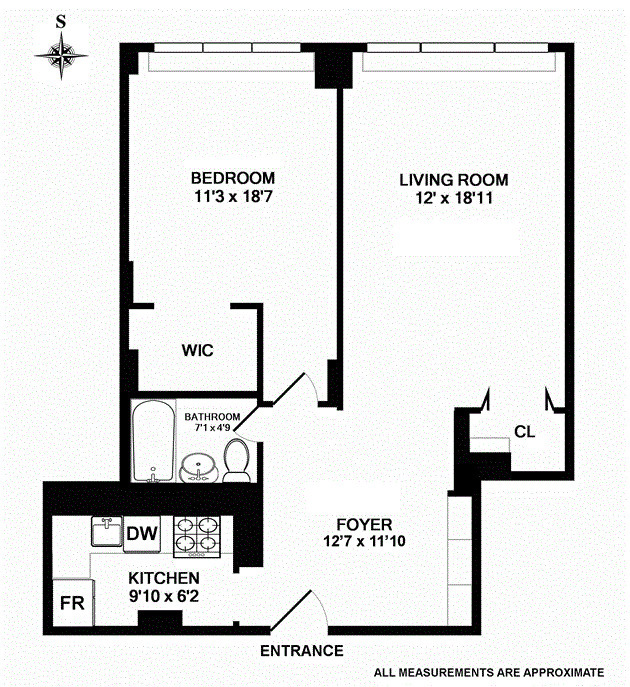 S
BEDROOM
11'3 x 18'7
LIVING ROOM
12' x 18'11
WIC
BATHROOM
7'1 x 4'9
CL
DW
FOYER
12'7 x 11'10
KITCHEN
9'10 x 6'2
FR
ENTRANCE
ALL MEASUREMENTS ARE APPROXIMATE